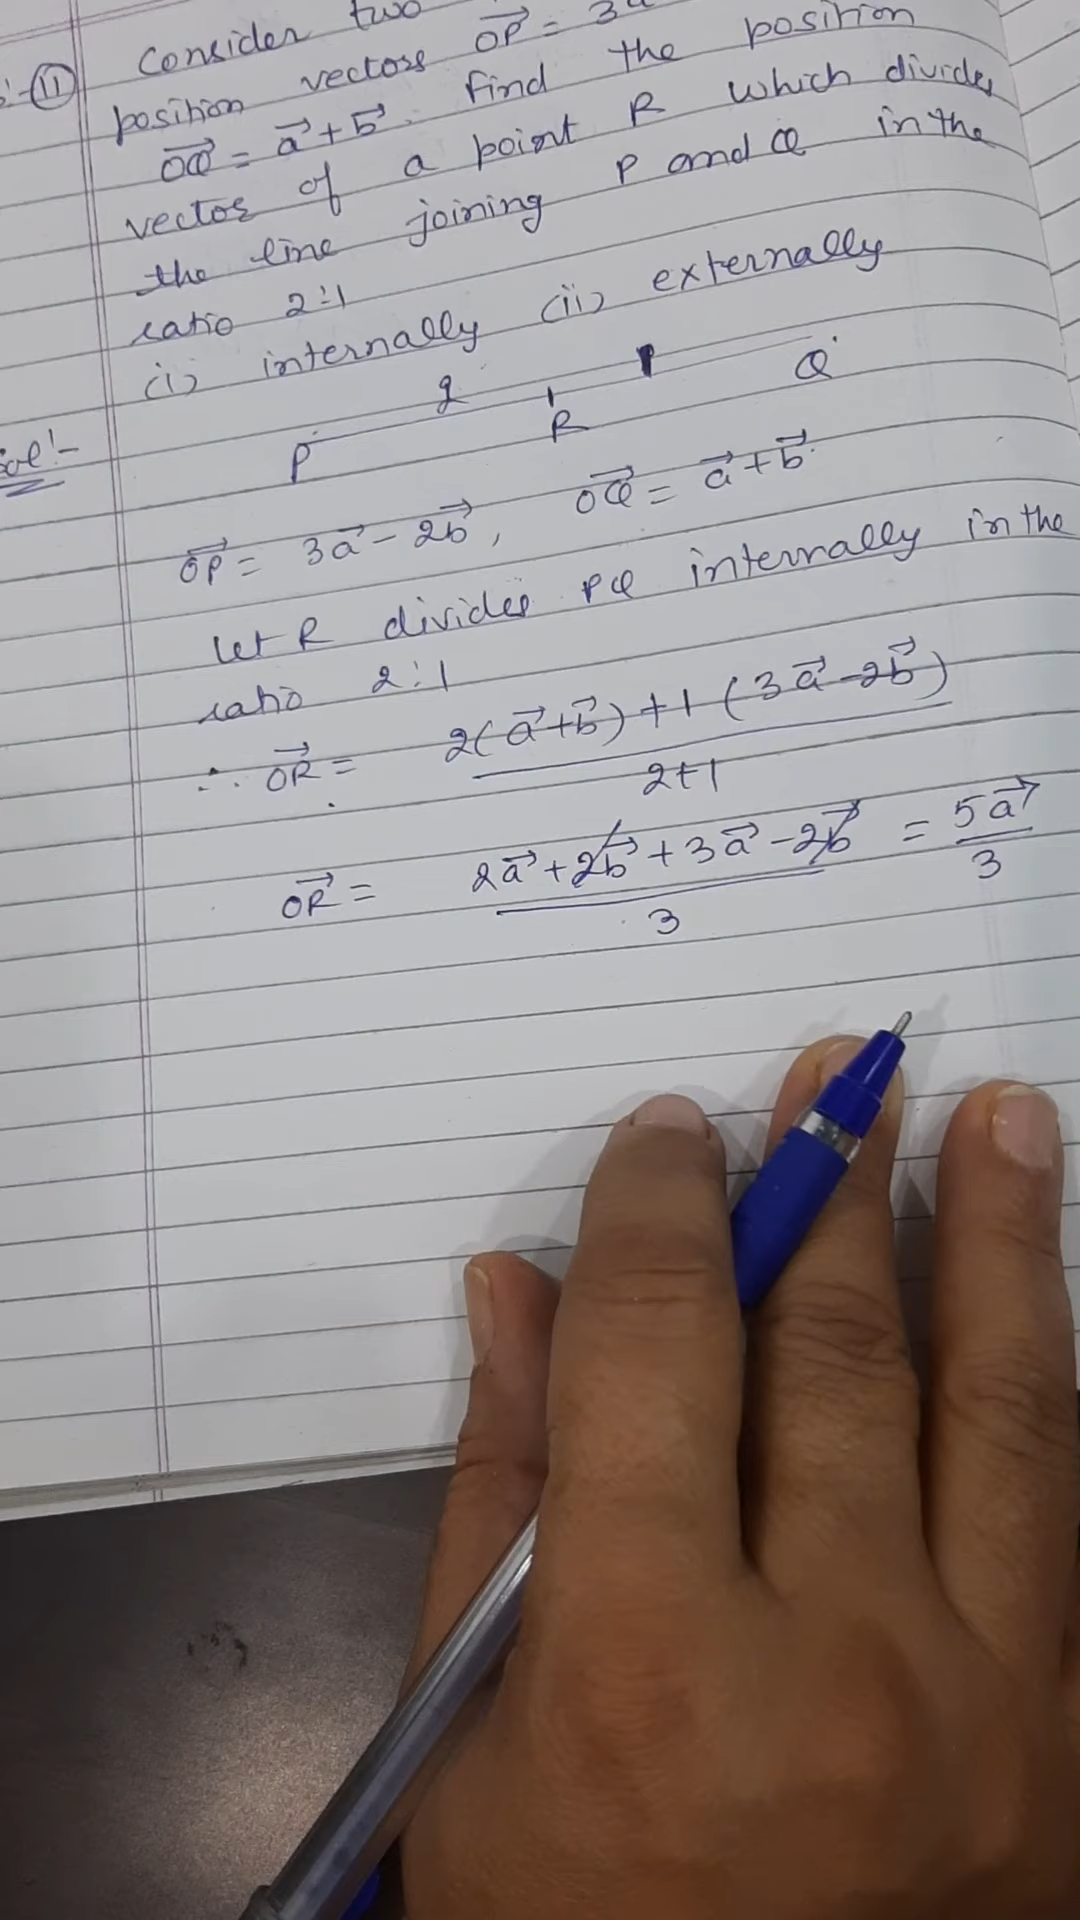 (11) Consider two
position vectors OP⃗ = 3a
OQ⃗ = a⃗ + b⃗. Find the position
vector of a point R which divides
the line joining P and Q in the
ratio 2:1
(i) internally (ii) externally
2
P R Q
Sol:-
OP⃗ = 3a⃗ - 2b⃗, OQ⃗ = a⃗ + b⃗.
Let R divides PQ internally in the
ratio 2:1
∴ OR⃗ = 2(a⃗+b⃗)+1(3a⃗-2b⃗)
2+1
OR⃗ = 2a⃗+2b⃗+3a⃗-2b⃗ = 5a⃗
3 3